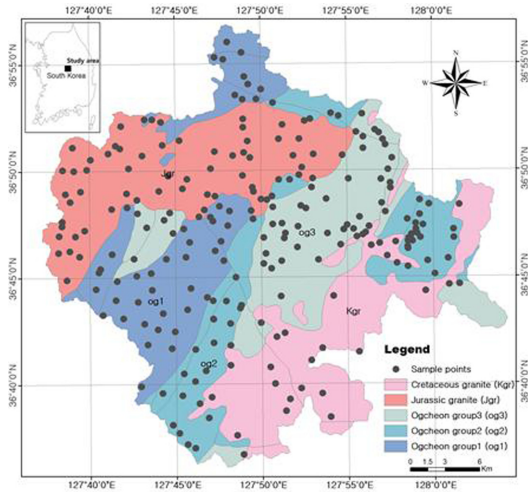 127°40'0"E 127°45'0"E 127°50'0"E 127°55'0"E 128°0'0"E
Study area
South Korea
N
W E
S
36°55'0"N 36°55'0"N
36°50'0"N 36°50'0"N
Jgr
og3
36°45'0"N 36°45'0"N
og1
Kgr
og2
36°40'0"N 36°40'0"N
Legend
Sample points
Cretaceous granite (Kgr)
Jurassic granite (Jgr)
Ogcheon group3 (og3)
Ogcheon group2 (og2)
Ogcheon group1 (og1)
0 1.5 3 6
Km
127°40'0"E 127°45'0"E 127°50'0"E 127°55'0"E 128°0'0"E